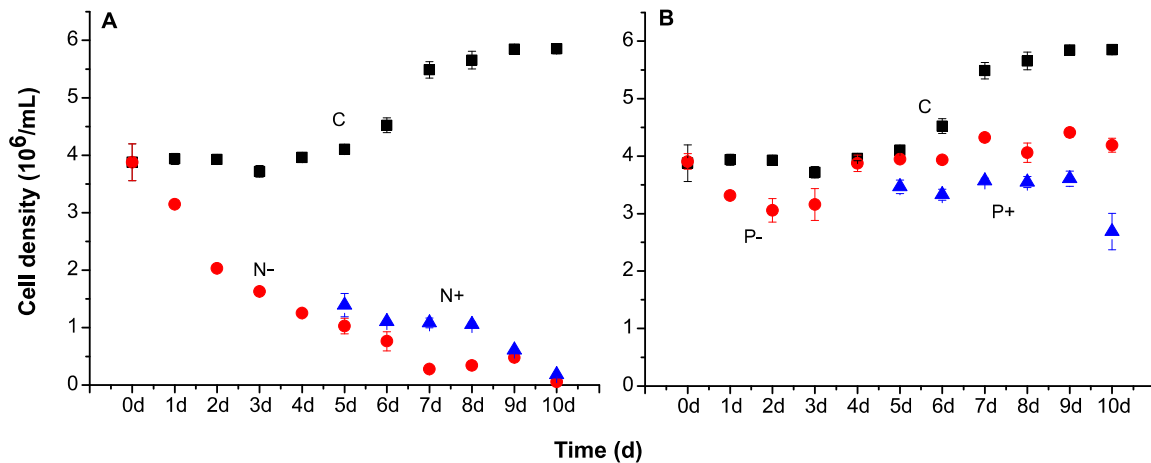 A
B
Cell density (10⁶/mL)
6
5
4
3
2
1
0
C
N-
N+
0d 1d 2d 3d 4d 5d 6d 7d 8d 9d 10d
6
5
4
3
2
1
0
C
P-
P+
0d 1d 2d 3d 4d 5d 6d 7d 8d 9d 10d
Time (d)